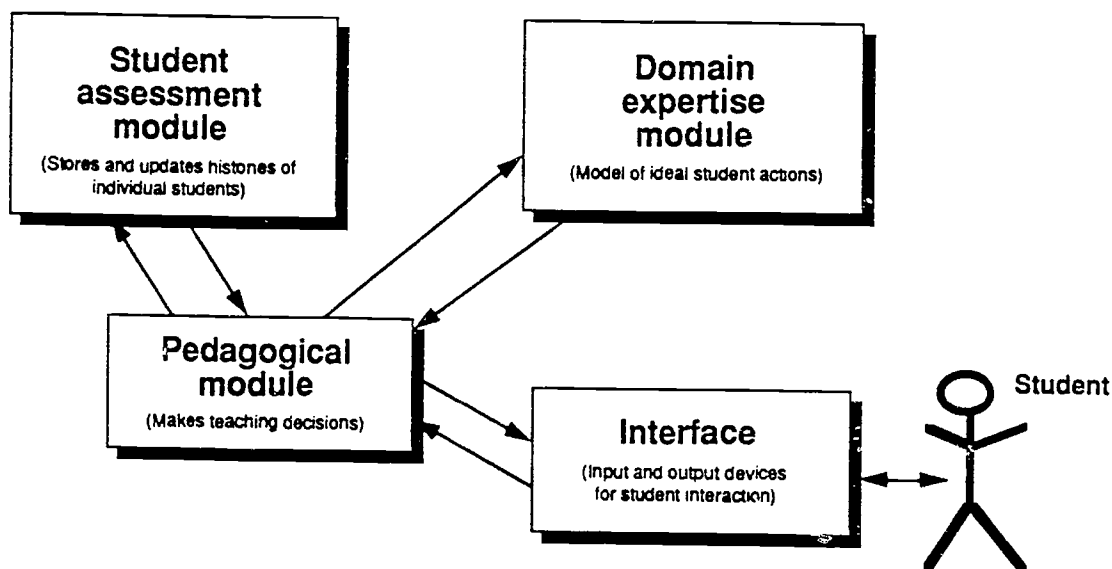 Student
assessment
module
(Stores and updates histones of
individual students)
Domain
expertise
module
(Model of ideal student actions)
Pedagogical
module
(Makes teaching decisions)
Interface
(Input and output devices
for student interaction)
Student